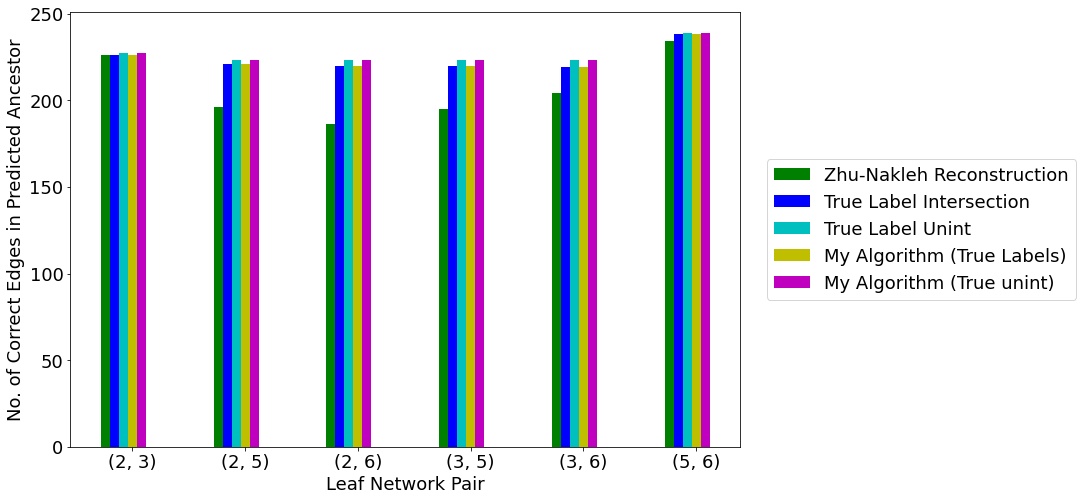 No. of Correct Edges in Predicted Ancestor
250
200
150
100
50
0
(2, 3) (2, 5) (2, 6) (3, 5) (3, 6) (5, 6)
Leaf Network Pair
Zhu-Nakleh Reconstruction
True Label Intersection
True Label Unint
My Algorithm (True Labels)
My Algorithm (True unint)